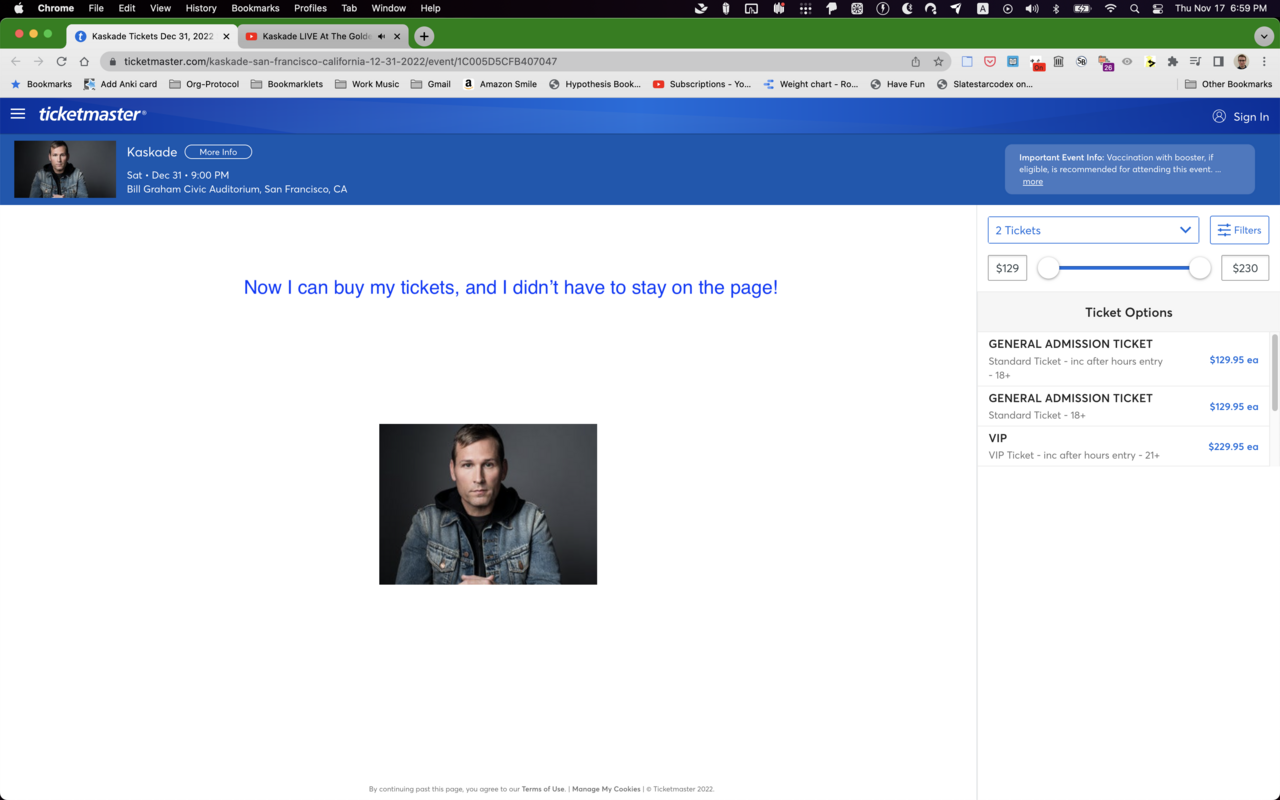 Chrome File Edit View History Bookmarks Profiles Tab Window Help
Thu Nov 17 6:59 PM
Kaskade Tickets Dec 31, 2022
Kaskade LIVE At The Golde
ticketmaster.com/kaskade-san-francisco-california-12-31-2022/event/1C005D5CFB407047
On
26
Bookmarks Add Anki card Org-Protocol Bookmarklets Work Music Gmail Amazon Smile Hypothesis Book... Subscriptions - Yo... Weight chart - Ro... Have Fun Slatestarcodex on... Other Bookmarks
ticketmaster®
Sign In
Kaskade More Info
Sat • Dec 31 • 9:00 PM
Bill Graham Civic Auditorium, San Francisco, CA
Important Event Info: Vaccination with booster, if
eligible, is recommended for attending this event. ...
more
2 Tickets
Filters
$129
$230
Now I can buy my tickets, and I didn’t have to stay on the page!
Ticket Options
GENERAL ADMISSION TICKET
Standard Ticket - inc after hours entry
- 18+
$129.95 ea
GENERAL ADMISSION TICKET
Standard Ticket - 18+
$129.95 ea
VIP
VIP Ticket - inc after hours entry - 21+
$229.95 ea
By continuing past this page, you agree to our Terms of Use. | Manage My Cookies | © Ticketmaster 2022.